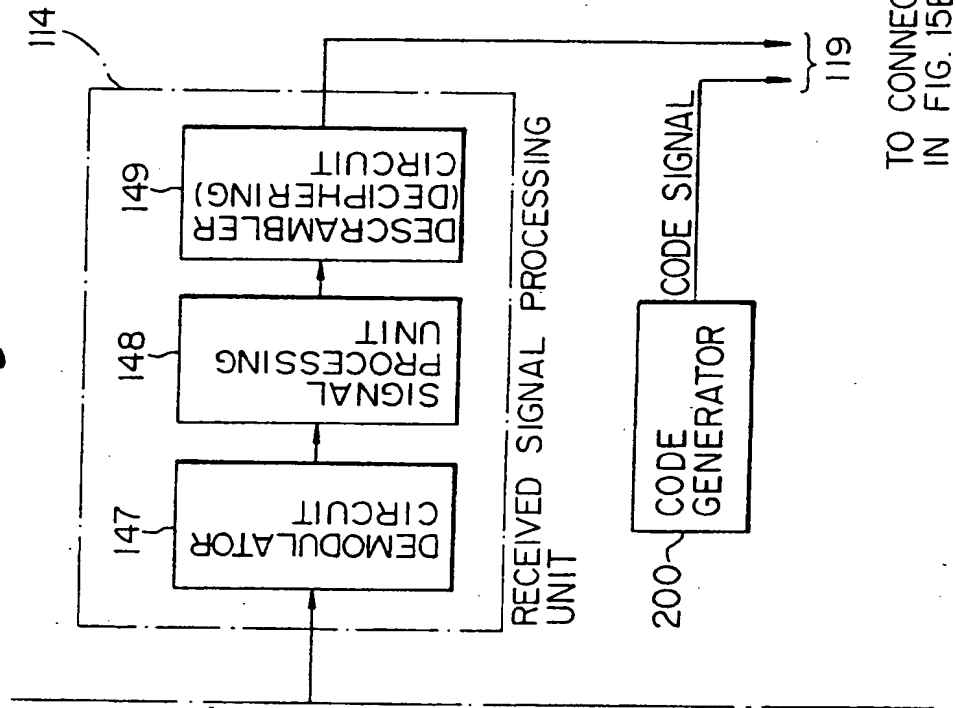 114
147
148
149
DEMODULATOR
CIRCUIT
SIGNAL
PROCESSING
UNIT
DESCRAMBLER
(DECIPHERING)
CIRCUIT
RECEIVED SIGNAL PROCESSING
UNIT
200
CODE
GENERATOR
CODE SIGNAL
119
TO CONNEC
IN FIG. 15